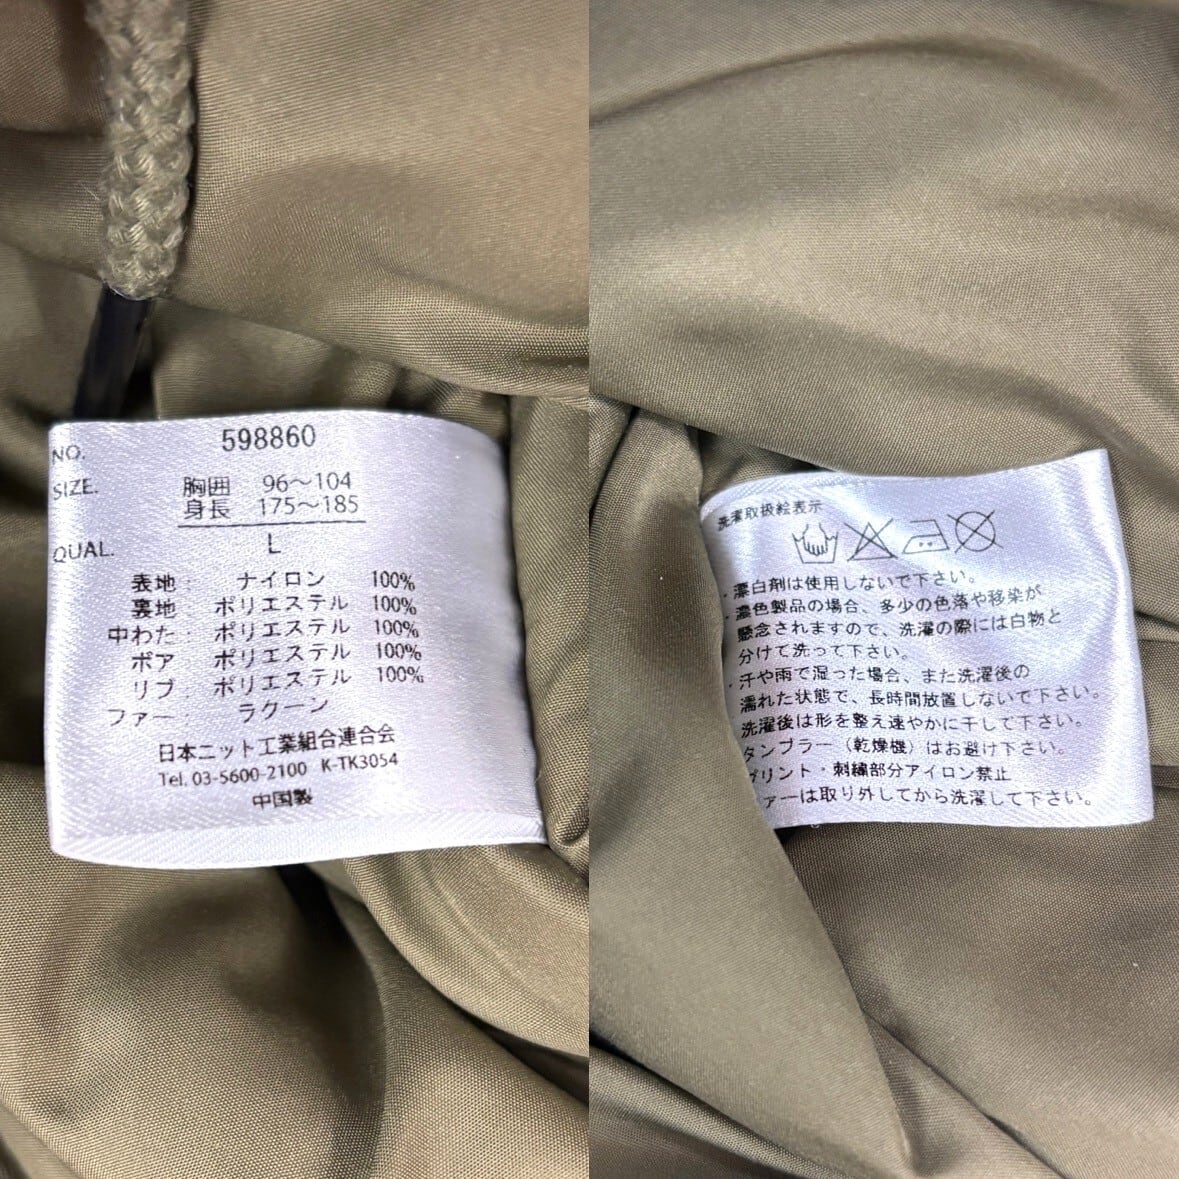 NO. 598860
SIZE. 胸囲 96～104
身長 175～185
L
QUAL.
表地: ナイロン 100%
裏地: ポリエステル 100%
中わた: ポリエステル 100%
ボア ポリエステル 100%
リブ: ポリエステル 100%
ファー: ラクーン
日本ニット工業組合連合会
Tel. 03-5600-2100 K-TK3054
中国製
洗濯取扱絵表示
・漂白剤は使用しないで下さい。
・濃色製品の場合、多少の色落や移染が
懸念されますので、洗濯の際には白物と
分けて洗って下さい。
・汗や雨で湿った場合、また洗濯後の
濡れた状態で、長時間放置しないで下さい。
洗濯後は形を整え速やかに干して下さい。
タンブラー（乾燥機）はお避け下さい。
プリント・刺繍部分アイロン禁止
ァーは取り外してから洗濯して下さい。